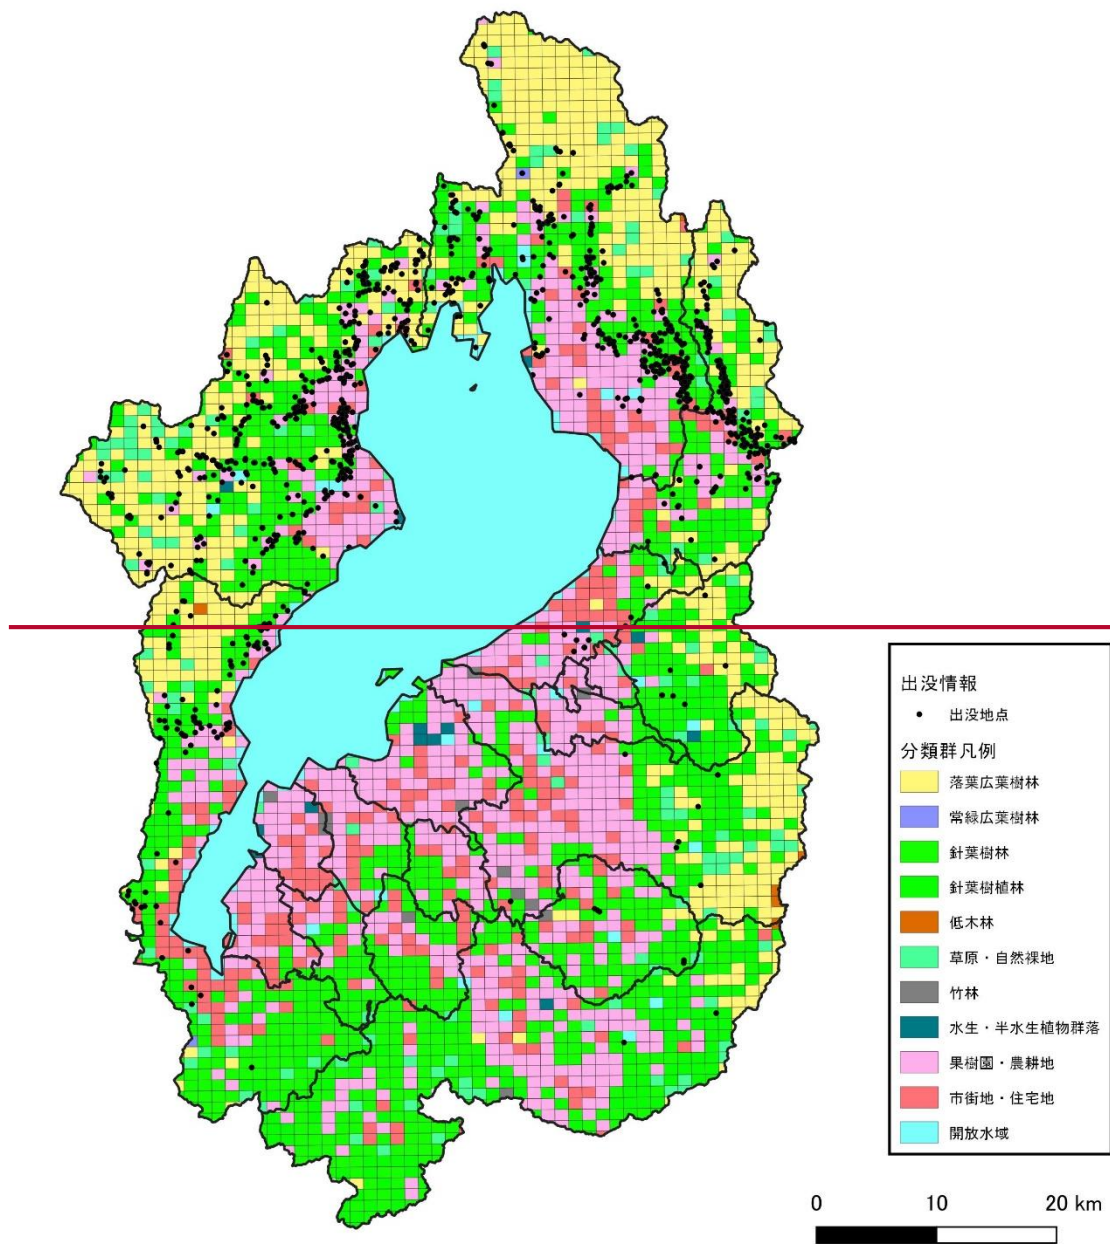 出没情報
出没地点
分類群凡例
落葉広葉樹林
常緑広葉樹林
針葉樹林
針葉樹植林
低木林
草原・自然裸地
竹林
水生・半水生植物群落
果樹園・農耕地
市街地・住宅地
開放水域
0 10 20 km